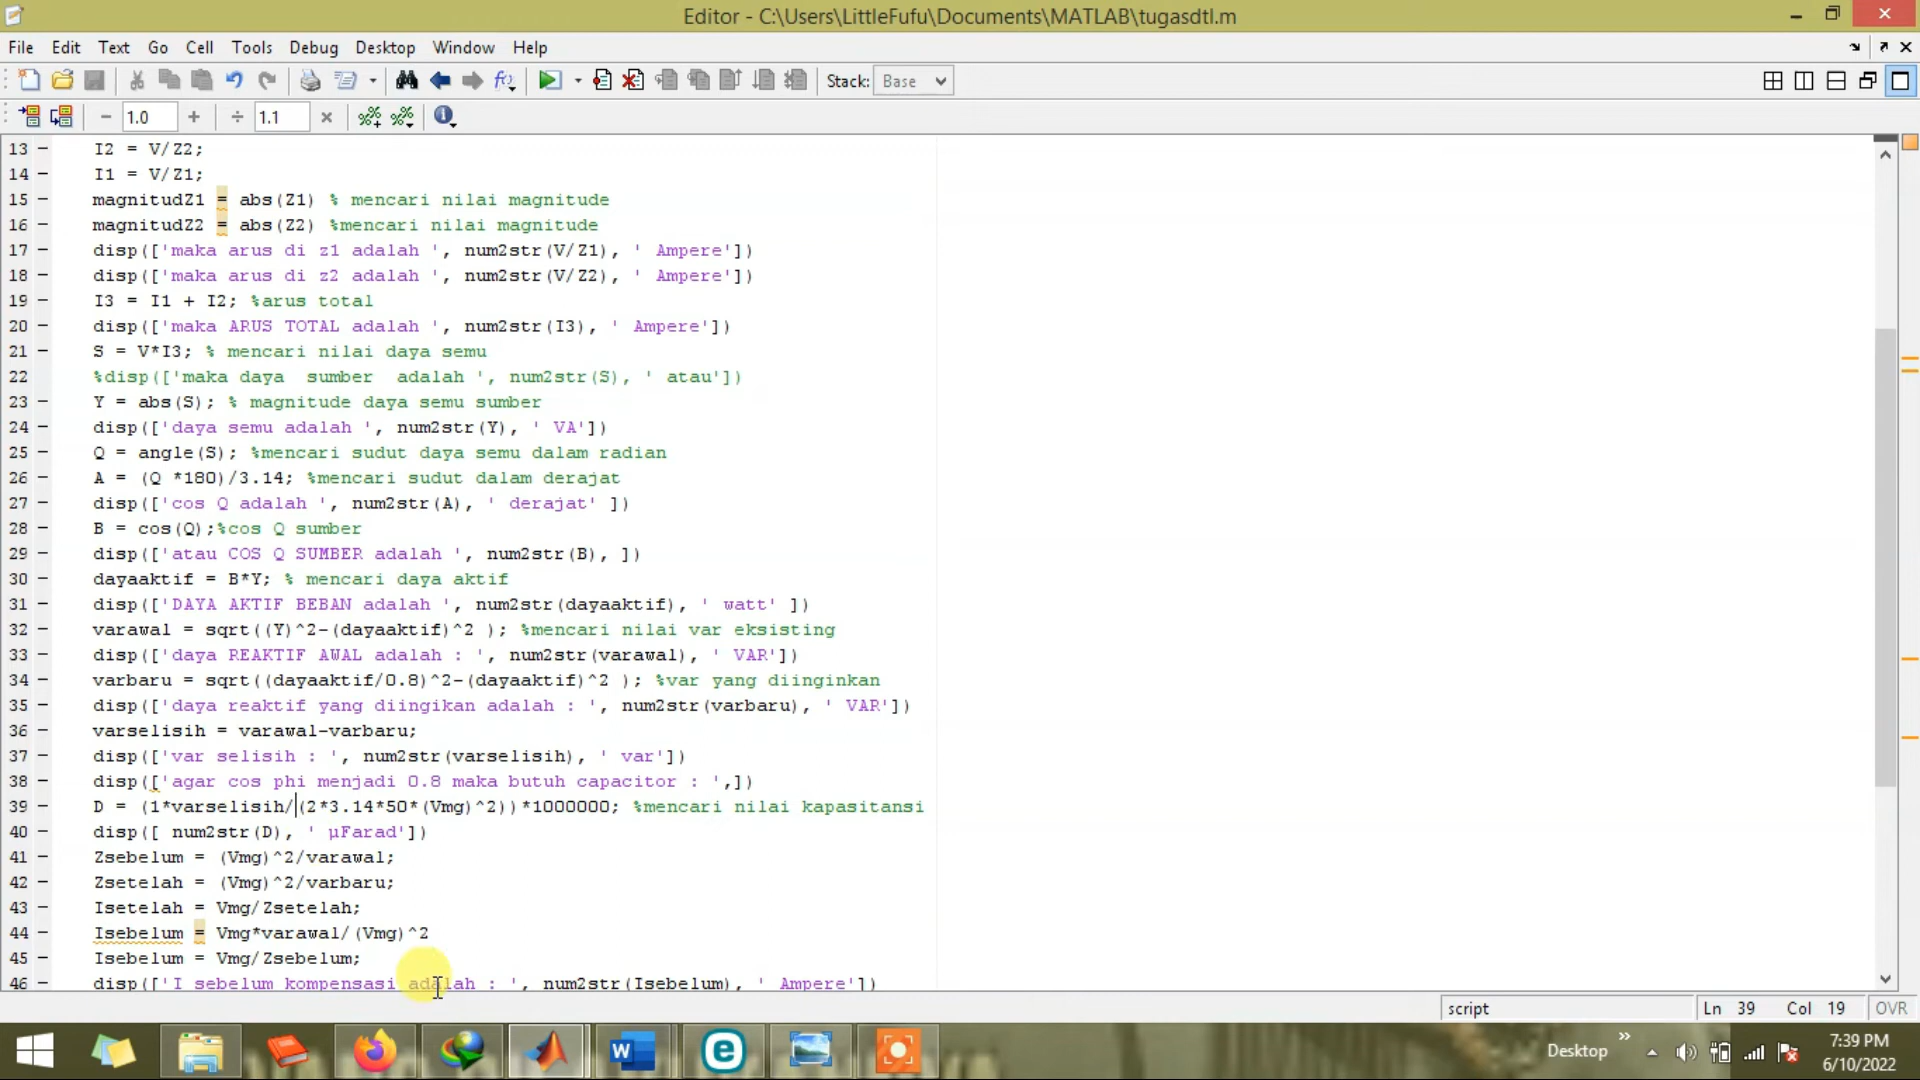 Editor - C:\Users\LittleFufu\Documents\MATLAB\tugasdtl.m
File Edit Text Go Cell Tools Debug Desktop Window Help
Stack: Base
1.0 + ÷ 1.1 ×
13 - I2 = V/Z2;
14 - I1 = V/Z1;
15 - magnitudZ1 = abs(Z1) % mencari nilai magnitude
16 - magnitudZ2 = abs(Z2) %mencari nilai magnitude
17 - disp(['maka arus di z1 adalah ', num2str(V/Z1), ' Ampere'])
18 - disp(['maka arus di z2 adalah ', num2str(V/Z2), ' Ampere'])
19 - I3 = I1 + I2; %arus total
20 - disp(['maka ARUS TOTAL adalah ', num2str(I3), ' Ampere'])
21 - S = V*I3; % mencari nilai daya semu
22 - %disp(['maka daya  sumber  adalah ', num2str(S), ' atau'])
23 - Y = abs(S); % magnitude daya semu sumber
24 - disp(['daya semu adalah ', num2str(Y), ' VA'])
25 - Q = angle(S); %mencari sudut daya semu dalam radian
26 - A = (Q *180)/3.14; %mencari sudut dalam derajat
27 - disp(['cos Q adalah ', num2str(A), ' derajat' ])
28 - B = cos(Q);%cos Q sumber
29 - disp(['atau COS Q SUMBER adalah ', num2str(B), ])
30 - dayaaktif = B*Y; % mencari daya aktif
31 - disp(['DAYA AKTIF BEBAN adalah ', num2str(dayaaktif), ' watt' ])
32 - varawal = sqrt((Y)^2-(dayaaktif)^2 ); %mencari nilai var eksisting
33 - disp(['daya REAKTIF AWAL adalah : ', num2str(varawal), ' VAR'])
34 - varbaru = sqrt((dayaaktif/0.8)^2-(dayaaktif)^2 ); %var yang diinginkan
35 - disp(['daya reaktif yang diingikan adalah : ', num2str(varbaru), ' VAR'])
36 - varselisih = varawal-varbaru;
37 - disp(['var selisih : ', num2str(varselisih), ' var'])
38 - disp(['agar cos phi menjadi 0.8 maka butuh capacitor : ',])
39 - D = (1*varselisih/(2*3.14*50*(Vmg)^2))*1000000; %mencari nilai kapasitansi
40 - disp([ num2str(D), ' µFarad'])
41 - Zsebelum = (Vmg)^2/varawal;
42 - Zsetelah = (Vmg)^2/varbaru;
43 - Isetelah = Vmg/Zsetelah;
44 - Isebelum = Vmg*varawal/(Vmg)^2
45 - Isebelum = Vmg/Zsebelum;
46 - disp(['I sebelum kompensasi adalah : ', num2str(Isebelum), ' Ampere'])
script Ln 39 Col 19 OVR
Desktop » 7:39 PM
6/10/2022